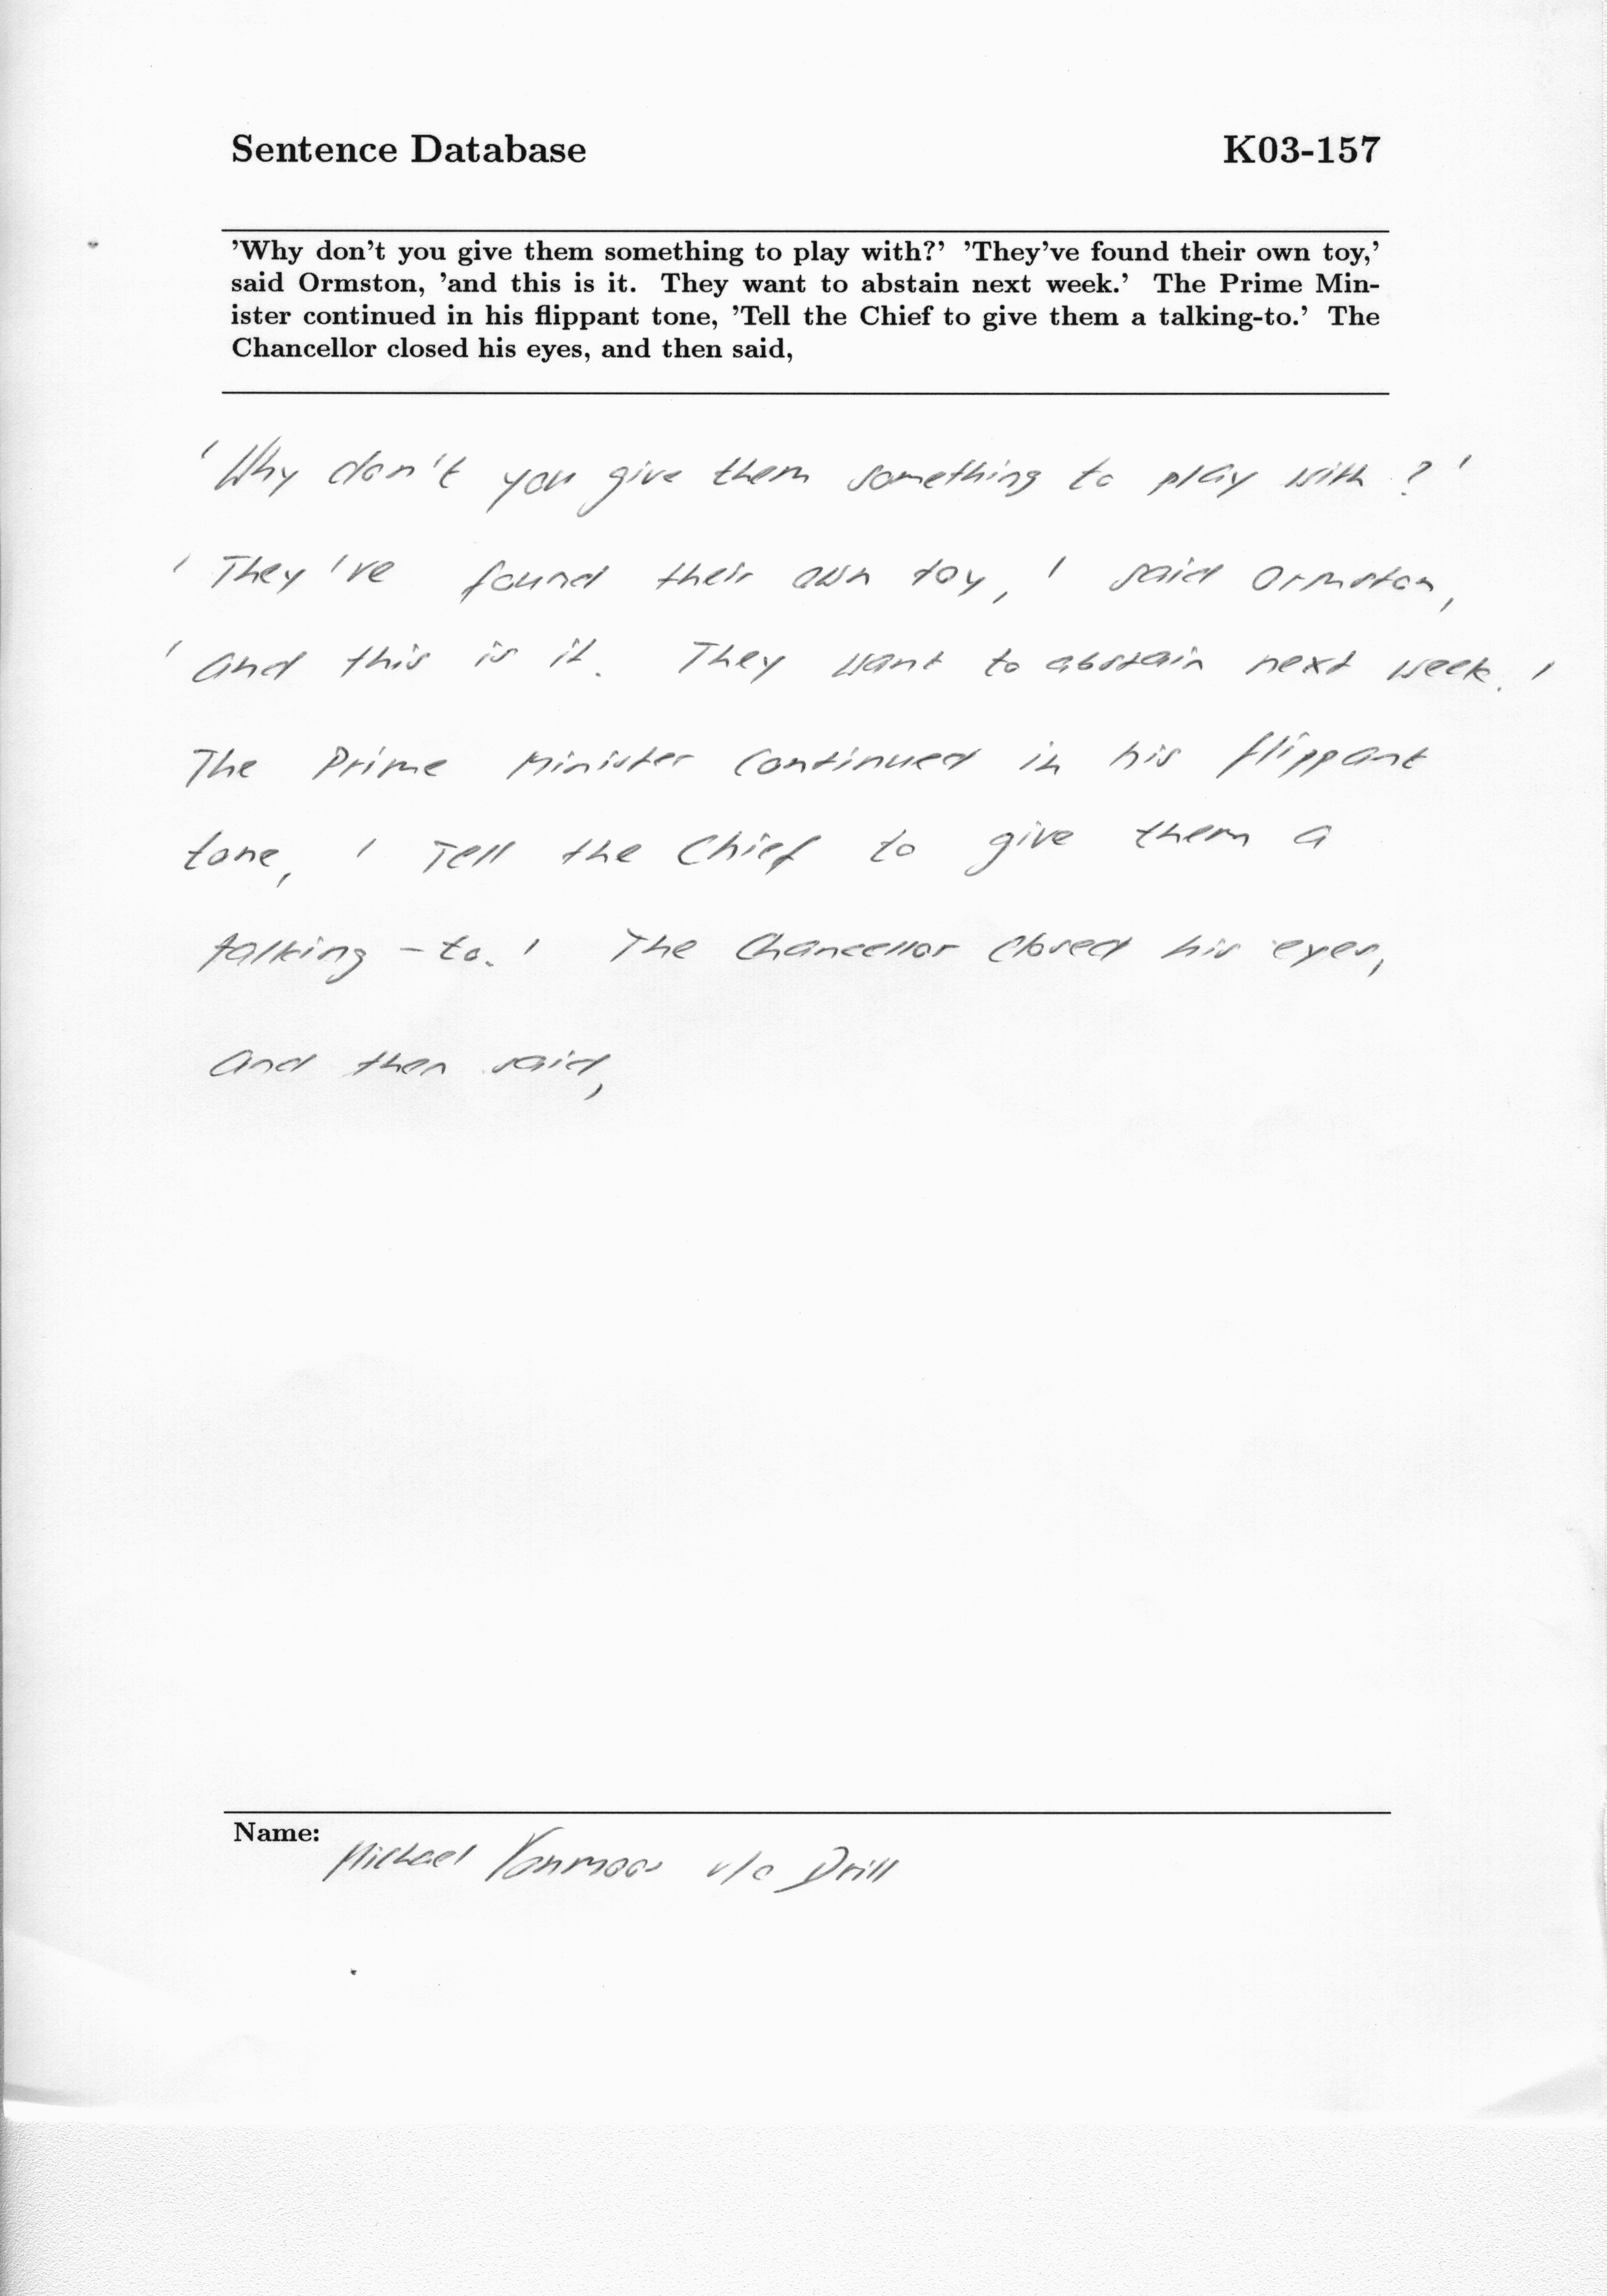 Sentence Database K03-157
'Why don't you give them something to play with?' 'They've found their own toy,'
said Ormston, 'and this is it. They want to abstain next week.' The Prime Min-
ister continued in his flippant tone, 'Tell the Chief to give them a talking-to.' The
Chancellor closed his eyes, and then said,
'Why don't you give them something to play with?'
'They've found their own toy,' said Ormston,
'and this is it. They want to abstain next week.'
The Prime Minister continued in his flippant
tone, 'Tell the Chief to give them a
talking-to.' The Chancellor closed his eyes,
and then said,
Name: Michael v/o Drill